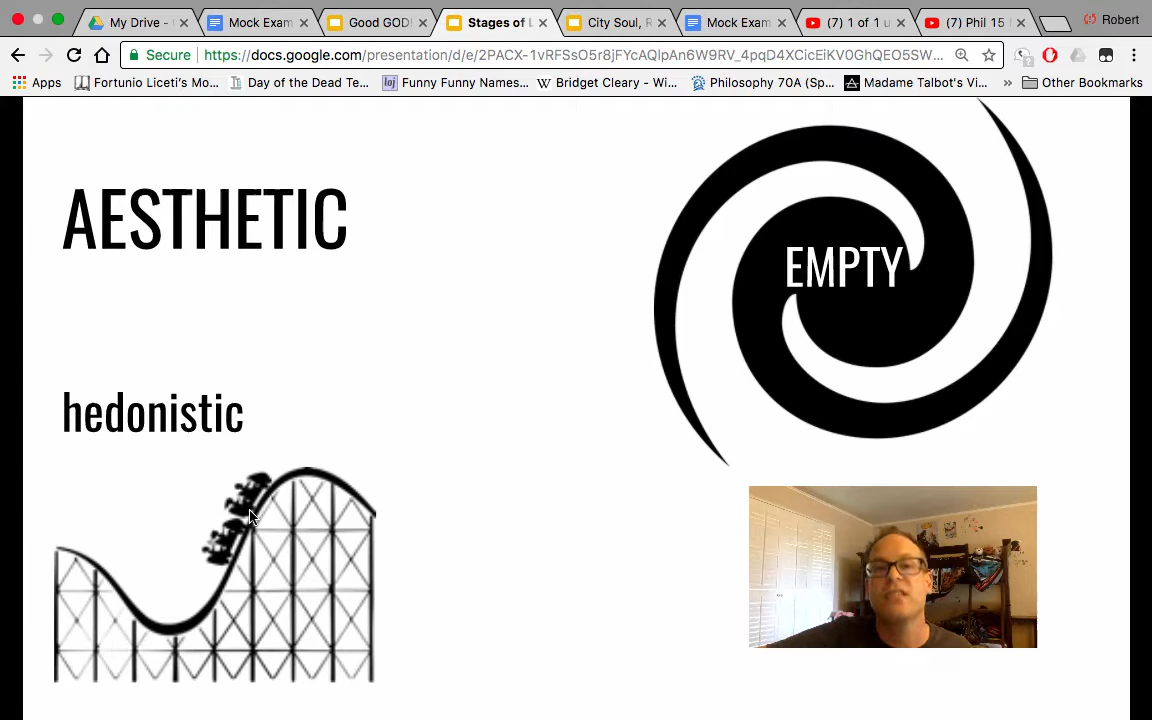 My Drive -
Mock Exam
Good GOD!
Stages of L
City Soul, R
Mock Exam
(7) 1 of 1 u
(7) Phil 15
Robert
Secure
https://docs.google.com/presentation/d/e/2PACX-1vRFSsO5r8jFYcAQlpAn6W9RV_4pqD4XCicEiKV0GhQEO5SW...
Apps
Fortunio Liceti's Mo...
Day of the Dead Te...
loj
Funny Funny Names...
W
Bridget Cleary - Wi...
Philosophy 70A (Sp...
Madame Talbot's Vi...
»
Other Bookmarks
AESTHETIC
EMPTY
hedonistic